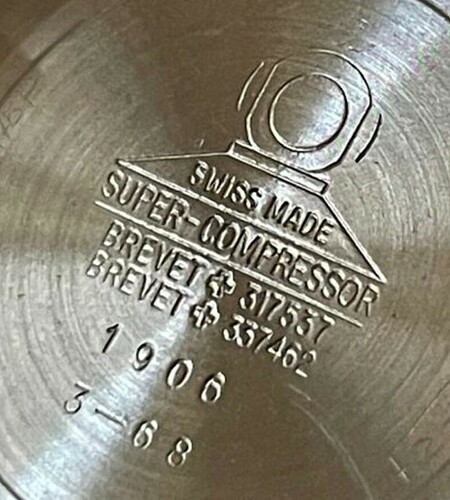 SWISS MADE
SUPER-COMPRESSOR
BREVET ✚ 317537
BREVET ✚ 337462
1906
3-68